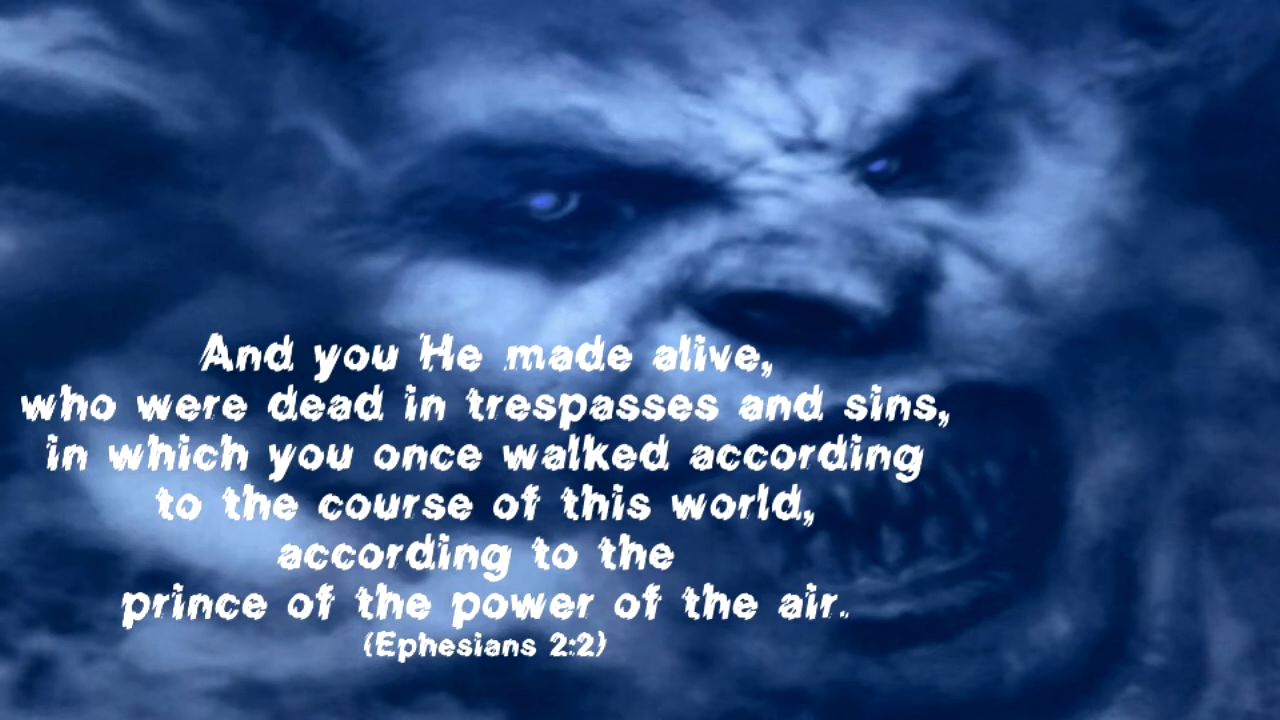 And you He made alive,
who were dead in trespasses and sins,
in which you once walked according
to the course of this world,
according to the
prince of the power of the air.
(Ephesians 2:2)